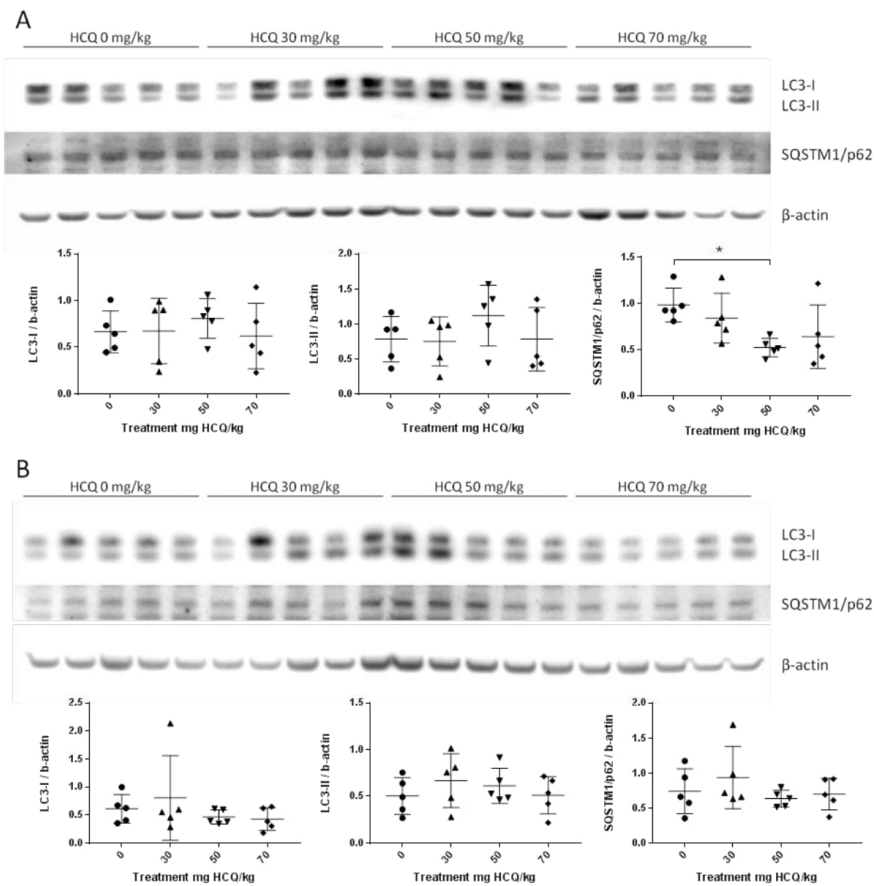 A
HCQ 0 mg/kg HCQ 30 mg/kg HCQ 50 mg/kg HCQ 70 mg/kg
LC3-I
LC3-II
SQSTM1/p62
β-actin
LC3-I / b-actin
1.5
1.0
0.5
0.0
0 30 50 70
Treatment mg HCQ/kg
LC3-II / b-actin
2.0
1.5
1.0
0.5
0.0
0 30 50 70
Treatment mg HCQ/kg
SQSTM1/p62 / b-actin
1.5
1.0
0.5
0.0
*
0 30 50 70
Treatment mg HCQ/kg
B
HCQ 0 mg/kg HCQ 30 mg/kg HCQ 50 mg/kg HCQ 70 mg/kg
LC3-I
LC3-II
SQSTM1/p62
β-actin
LC3-I / b-actin
2.5
2.0
1.5
1.0
0.5
0.0
0 30 50 70
Treatment mg HCQ/kg
LC3-II / b-actin
1.5
1.0
0.5
0.0
0 30 50 70
Treatment mg HCQ/kg
SQSTM1/p62 / b-actin
2.0
1.5
1.0
0.5
0.0
0 30 50 70
Treatment mg HCQ/kg